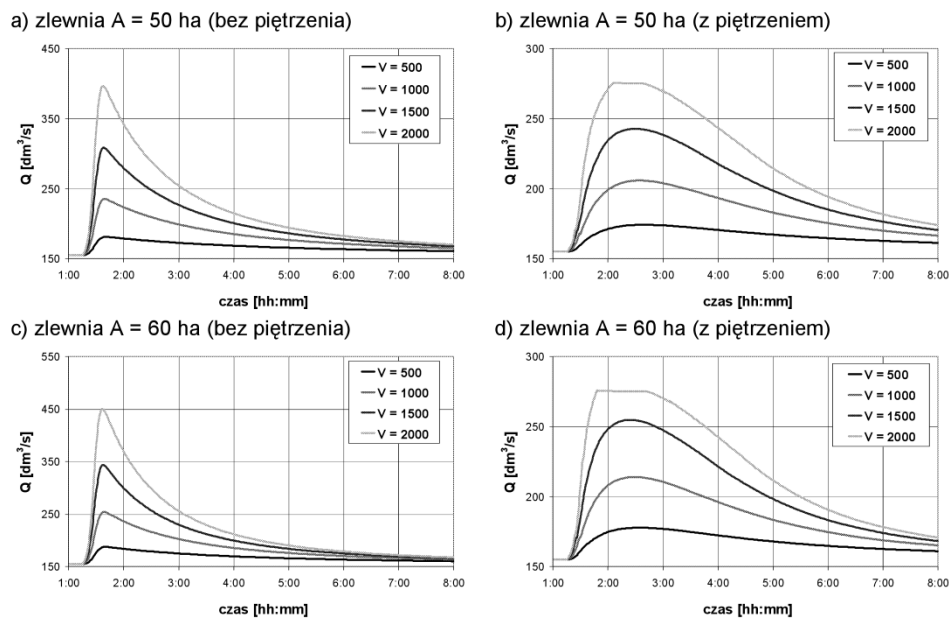 a) zlewnia A = 50 ha (bez piętrzenia)
450
350
250
150
Q [dm³/s]
V = 500
V = 1000
V = 1500
V = 2000
1:00 2:00 3:00 4:00 5:00 6:00 7:00 8:00
czas [hh:mm]
b) zlewnia A = 50 ha (z piętrzeniem)
300
250
200
150
Q [dm³/s]
V = 500
V = 1000
V = 1500
V = 2000
1:00 2:00 3:00 4:00 5:00 6:00 7:00 8:00
czas [hh:mm]
c) zlewnia A = 60 ha (bez piętrzenia)
550
450
350
250
150
Q [dm³/s]
V = 500
V = 1000
V = 1500
V = 2000
1:00 2:00 3:00 4:00 5:00 6:00 7:00 8:00
czas [hh:mm]
d) zlewnia A = 60 ha (z piętrzeniem)
300
250
200
150
Q [dm³/s]
V = 500
V = 1000
V = 1500
V = 2000
1:00 2:00 3:00 4:00 5:00 6:00 7:00 8:00
czas [hh:mm]